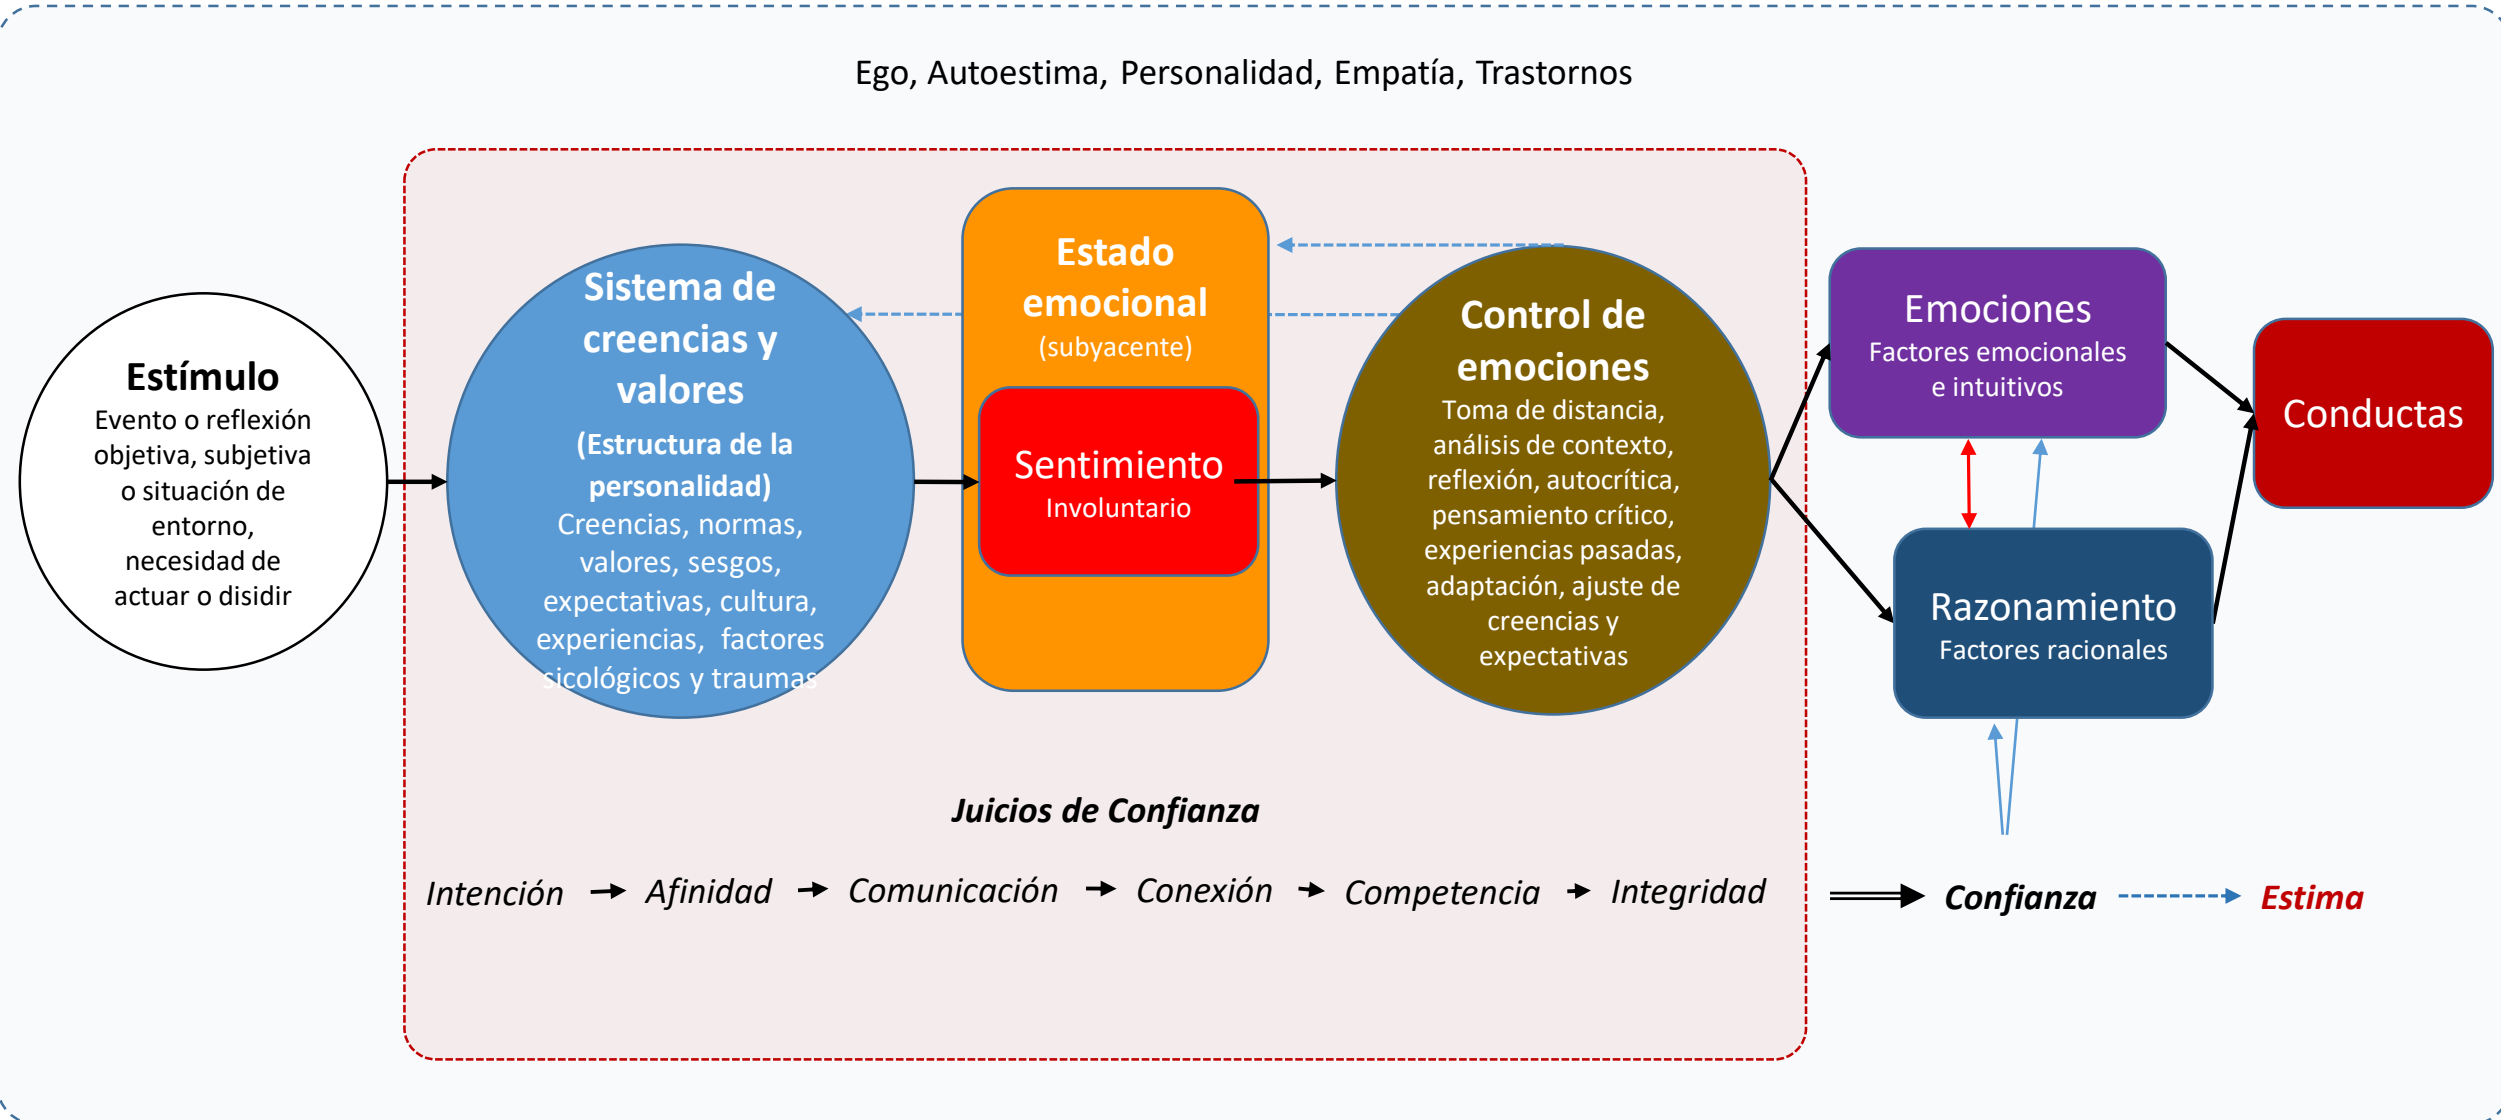 Ego, Autoestima, Personalidad, Empatía, Trastornos
Estímulo
Evento o reflexión
objetiva, subjetiva
o situación de
entorno,
necesidad de
actuar o disidir
Sistema de
creencias y
valores
(Estructura de la
personalidad)
Creencias, normas,
valores, sesgos,
expectativas, cultura,
experiencias, factores
sicológicos y traumas
Estado
emocional
(subyacente)
Sentimiento
Involuntario
Control de
emociones
Toma de distancia,
análisis de contexto,
reflexión, autocrítica,
pensamiento crítico,
experiencias pasadas,
adaptación, ajuste de
creencias y
expectativas
Emociones
Factores emocionales
e intuitivos
Razonamiento
Factores racionales
Conductas
Juicios de Confianza
Intención Afinidad Comunicación Conexión Competencia Integridad Confianza Estima